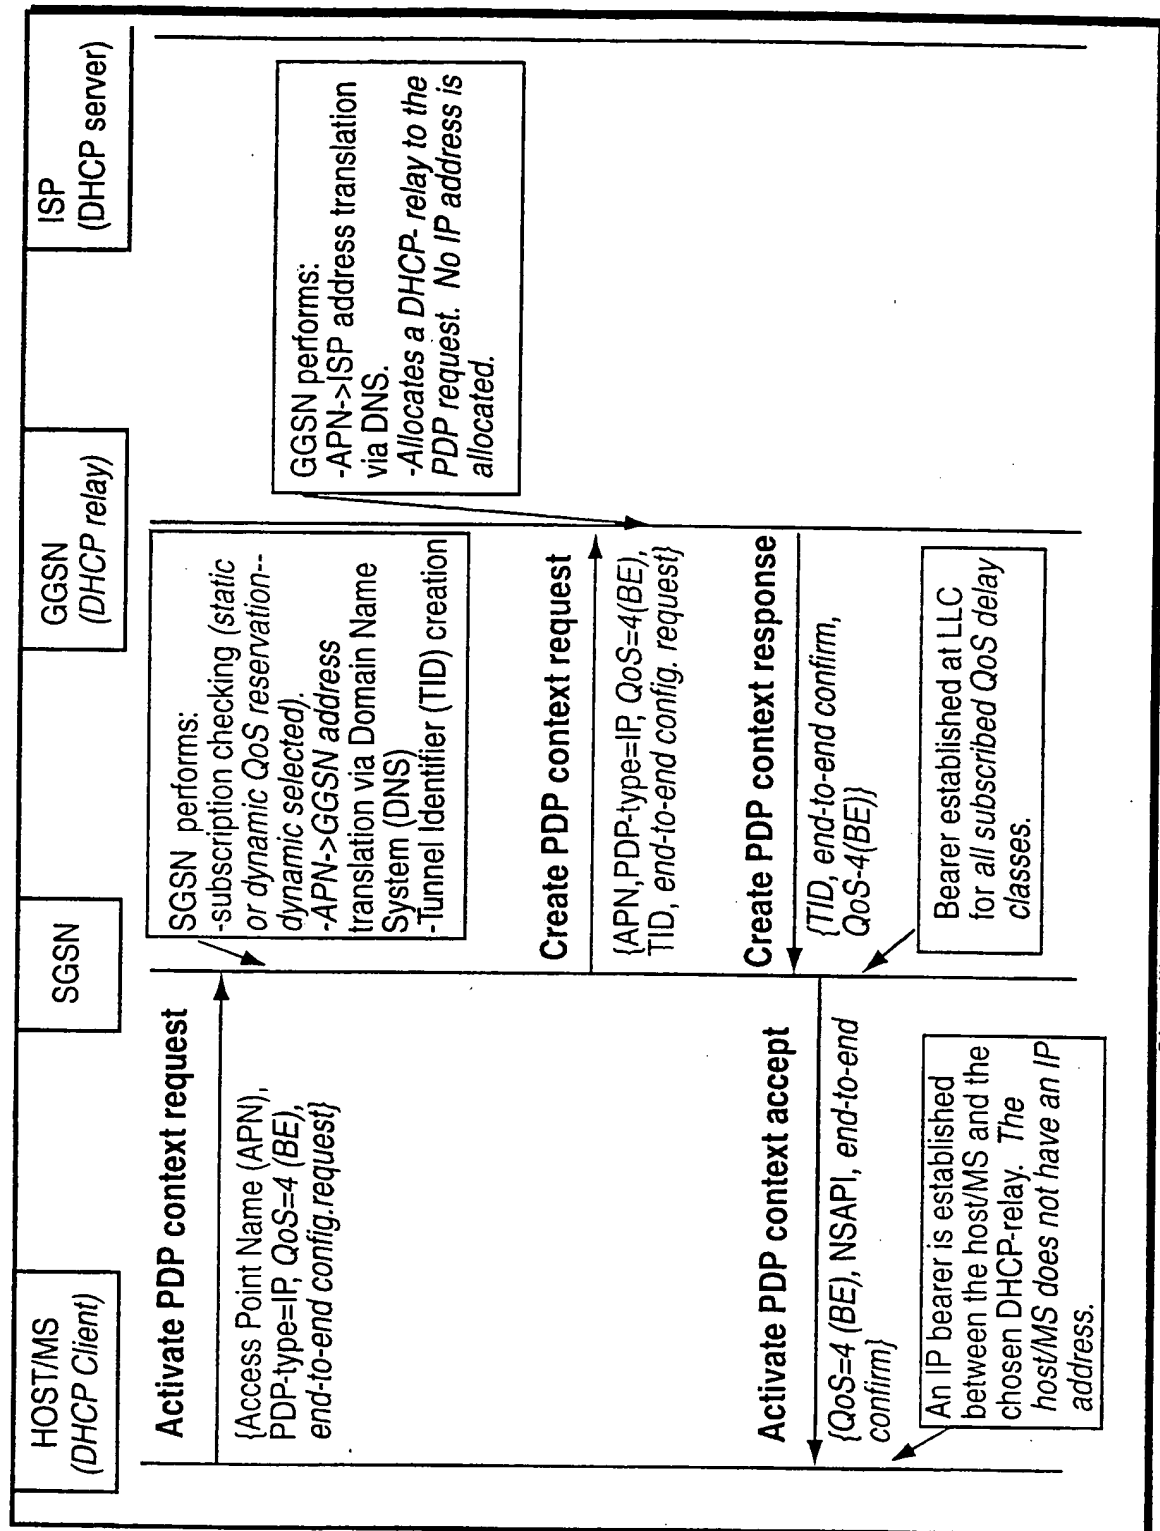 HOST/MS
(DHCP Client)
SGSN
GGSN
(DHCP relay)
ISP
(DHCP server)
Activate PDP context request
{Access Point Name (APN),
PDP-type=IP, QoS=4 (BE),
end-to-end config.request}
SGSN performs:
-subscription checking (static
or dynamic QoS reservation--
dynamic selected).
-APN->GGSN address
translation via Domain Name
System (DNS)
-Tunnel Identifier (TID) creation
Create PDP context request
{APN,PDP-type=IP, QoS=4(BE),
TID, end-to-end config. request}
GGSN performs:
-APN->ISP address translation
via DNS.
-Allocates a DHCP- relay to the
PDP request. No IP address is
allocated.
Create PDP context response
{TID, end-to-end confirm,
QoS-4(BE)}
Bearer established at LLC
for all subscribed QoS delay
classes.
Activate PDP context accept
{QoS=4 (BE), NSAPI, end-to-end
confirm}
An IP bearer is established
between the host/MS and the
chosen DHCP-relay. The
host/MS does not have an IP
address.